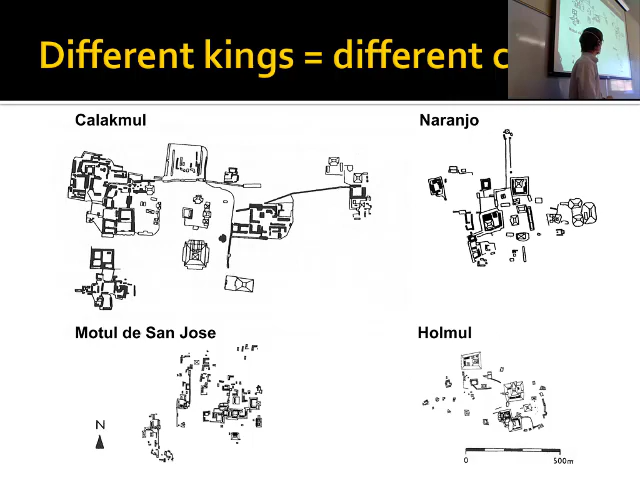 Different kings = different c
Calakmul
Naranjo
Motul de San Jose
Holmul
N
0 500m